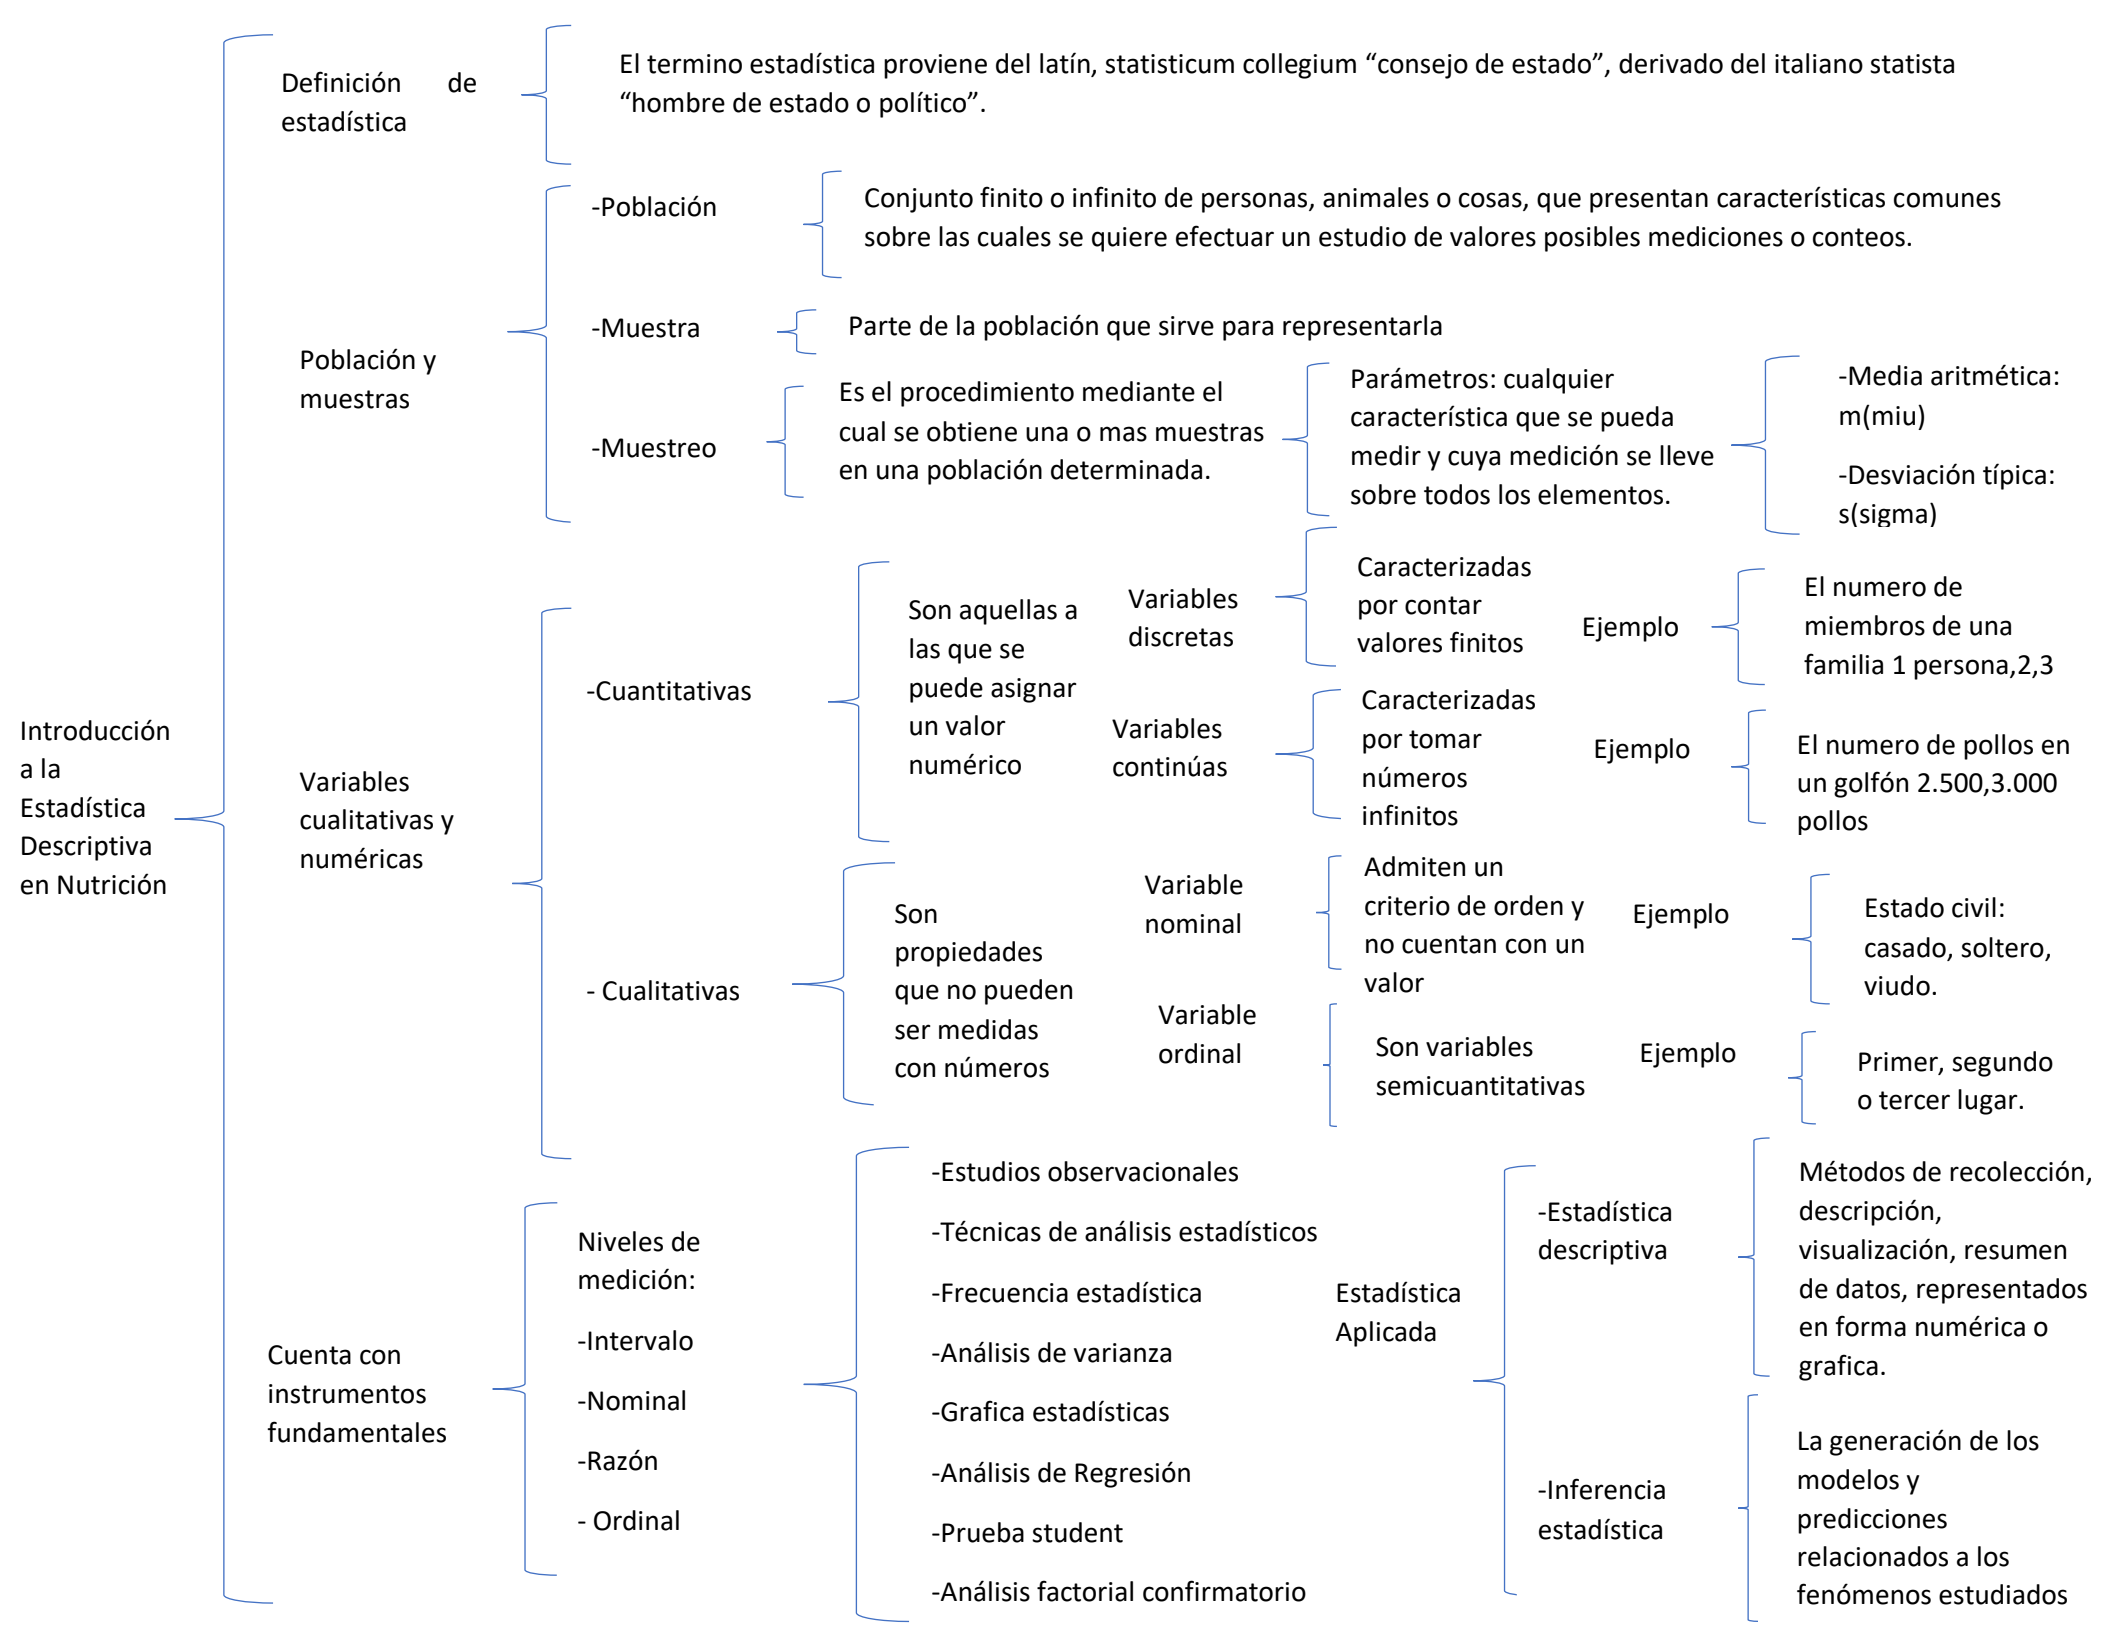 Introducción
a la
Estadística
Descriptiva
en Nutrición
Definición de
estadística
El termino estadística proviene del latín, statisticum collegium “consejo de estado”, derivado del italiano statista
“hombre de estado o político”.
Población y
muestras
-Población
Conjunto finito o infinito de personas, animales o cosas, que presentan características comunes
sobre las cuales se quiere efectuar un estudio de valores posibles mediciones o conteos.
-Muestra
Parte de la población que sirve para representarla
-Muestreo
Es el procedimiento mediante el
cual se obtiene una o mas muestras
en una población determinada.
Parámetros: cualquier
característica que se pueda
medir y cuya medición se lleve
sobre todos los elementos.
-Media aritmética:
m(miu)
-Desviación típica:
s(sigma)
Variables
cualitativas y
numéricas
-Cuantitativas
Son aquellas a
las que se
puede asignar
un valor
numérico
Variables
discretas
Caracterizadas
por contar
valores finitos
Ejemplo
El numero de
miembros de una
familia 1 persona,2,3
Variables
continúas
Caracterizadas
por tomar
números
infinitos
Ejemplo
El numero de pollos en
un golfón 2.500,3.000
pollos
- Cualitativas
Son
propiedades
que no pueden
ser medidas
con números
Variable
nominal
Admiten un
criterio de orden y
no cuentan con un
valor
Ejemplo
Estado civil:
casado, soltero,
viudo.
Variable
ordinal
Son variables
semicuantitativas
Ejemplo
Primer, segundo
o tercer lugar.
Cuenta con
instrumentos
fundamentales
Niveles de
medición:
-Intervalo
-Nominal
-Razón
- Ordinal
-Estudios observacionales
-Técnicas de análisis estadísticos
-Frecuencia estadística
-Análisis de varianza
-Grafica estadísticas
-Análisis de Regresión
-Prueba student
-Análisis factorial confirmatorio
Estadística
Aplicada
-Estadística
descriptiva
Métodos de recolección,
descripción,
visualización, resumen
de datos, representados
en forma numérica o
grafica.
-Inferencia
estadística
La generación de los
modelos y
predicciones
relacionados a los
fenómenos estudiados